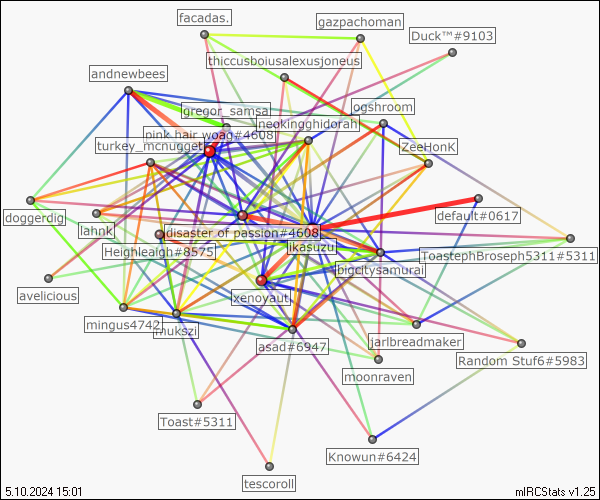 facadas.
gazpachoman
Duck™#9103
thiccusboiusalexusjoneus
andnewbees
gregor_samsa
ogshroom
neokingghidorah
pink hair woag#4608
turkey_mcnugget
ZeeHonK
doggerdig
lahnk_
default#0617
disaster of passion#4608
ikasuzu
Heighleaigh#8575
ToastephBroseph5311#5311
bigcitysamurai
avelicious
xenoyaut
mingus4742
mukszi
asad#6947
jarlbreadmaker
Random Stuf6#5983
moonraven
Toast#5311
Knowun#6424
tescoroll
5.10.2024 15:01
mIRCStats v1.25